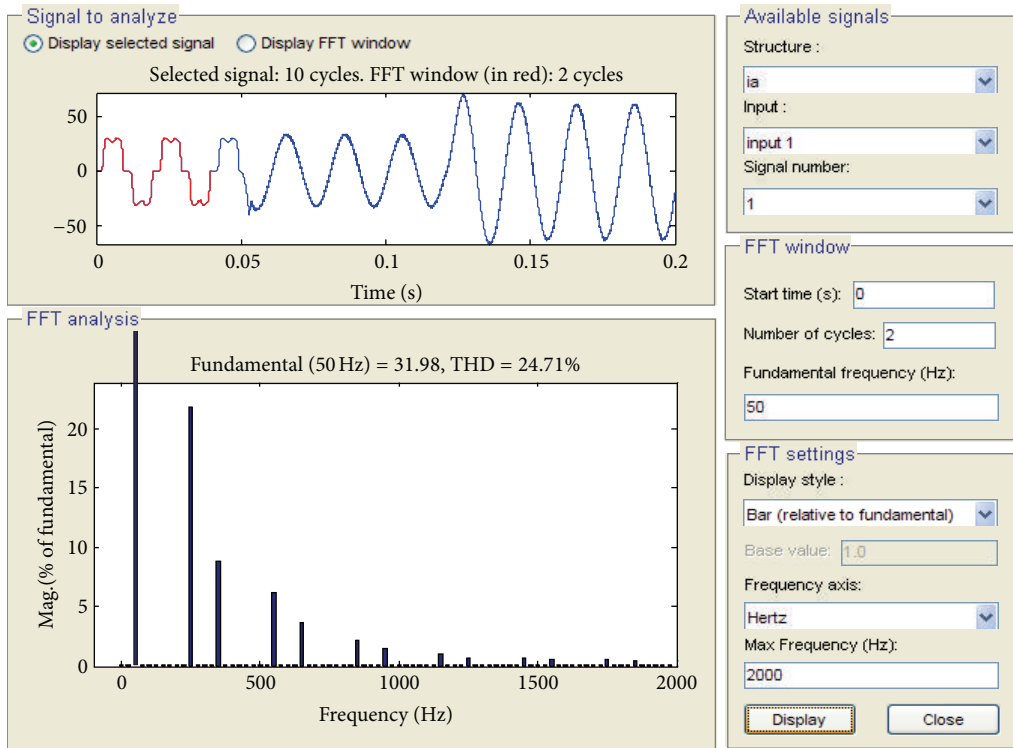 Signal to analyze
Display selected signal Display FFT window
Selected signal: 10 cycles. FFT window (in red): 2 cycles
50
0
−50
0 0.05 0.1 0.15 0.2
Time (s)
FFT analysis
Fundamental (50 Hz) = 31.98, THD = 24.71%
Mag.(% of fundamental)
20
15
10
5
0
0 500 1000 1500 2000
Frequency (Hz)
Available signals
Structure :
ia
Input :
input 1
Signal number:
1
FFT window
Start time (s): 0
Number of cycles: 2
Fundamental frequency (Hz):
50
FFT settings
Display style :
Bar (relative to fundamental)
Base value: 1.0
Frequency axis:
Hertz
Max Frequency (Hz):
2000
Display Close